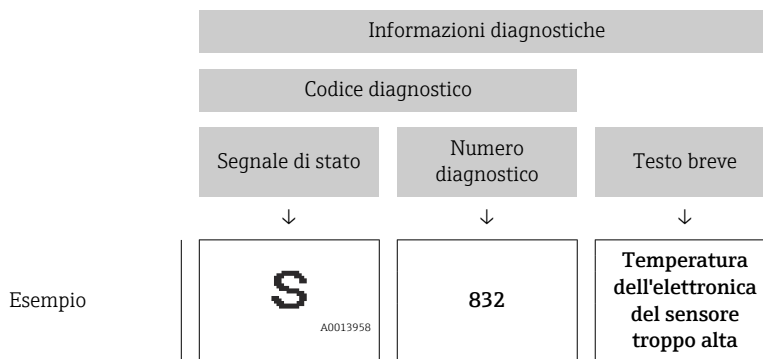 Informazioni diagnostiche
Codice diagnostico
Segnale di stato
Numero
diagnostico
Testo breve
↓ ↓ ↓
Esempio
S
A0013958
832
Temperatura
dell'elettronica
del sensore
troppo alta